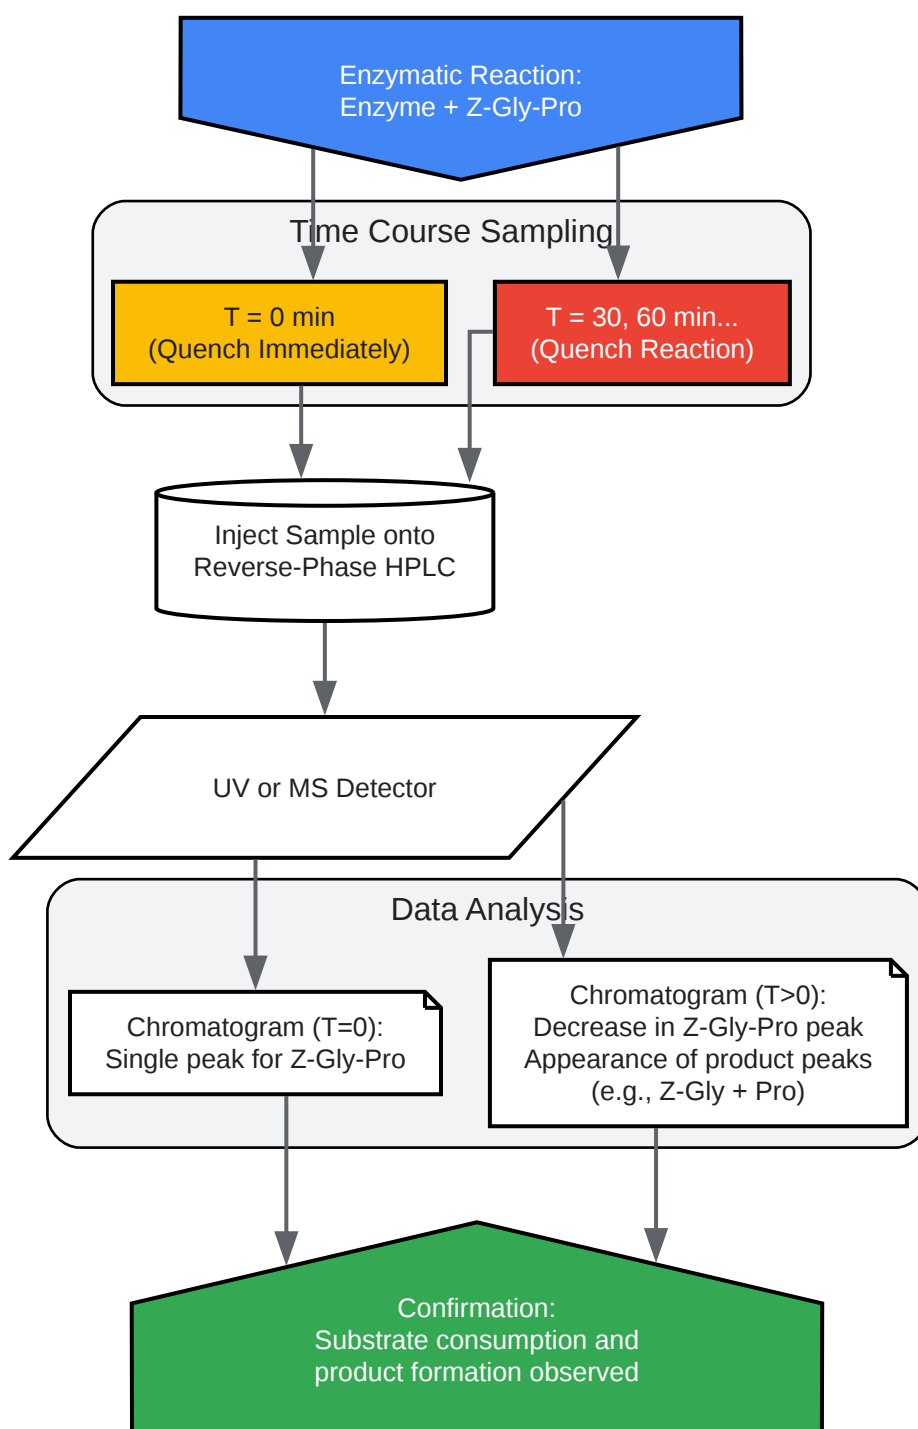 Enzymatic Reaction:
Enzyme + Z-Gly-Pro
Time Course Sampling
T = 0 min
(Quench Immediately)
T = 30, 60 min...
(Quench Reaction)
Inject Sample onto
Reverse-Phase HPLC
UV or MS Detector
Data Analysis
Chromatogram (T=0):
Single peak for Z-Gly-Pro
Chromatogram (T>0):
Decrease in Z-Gly-Pro peak
Appearance of product peaks
(e.g., Z-Gly + Pro)
Confirmation:
Substrate consumption and
product formation observed